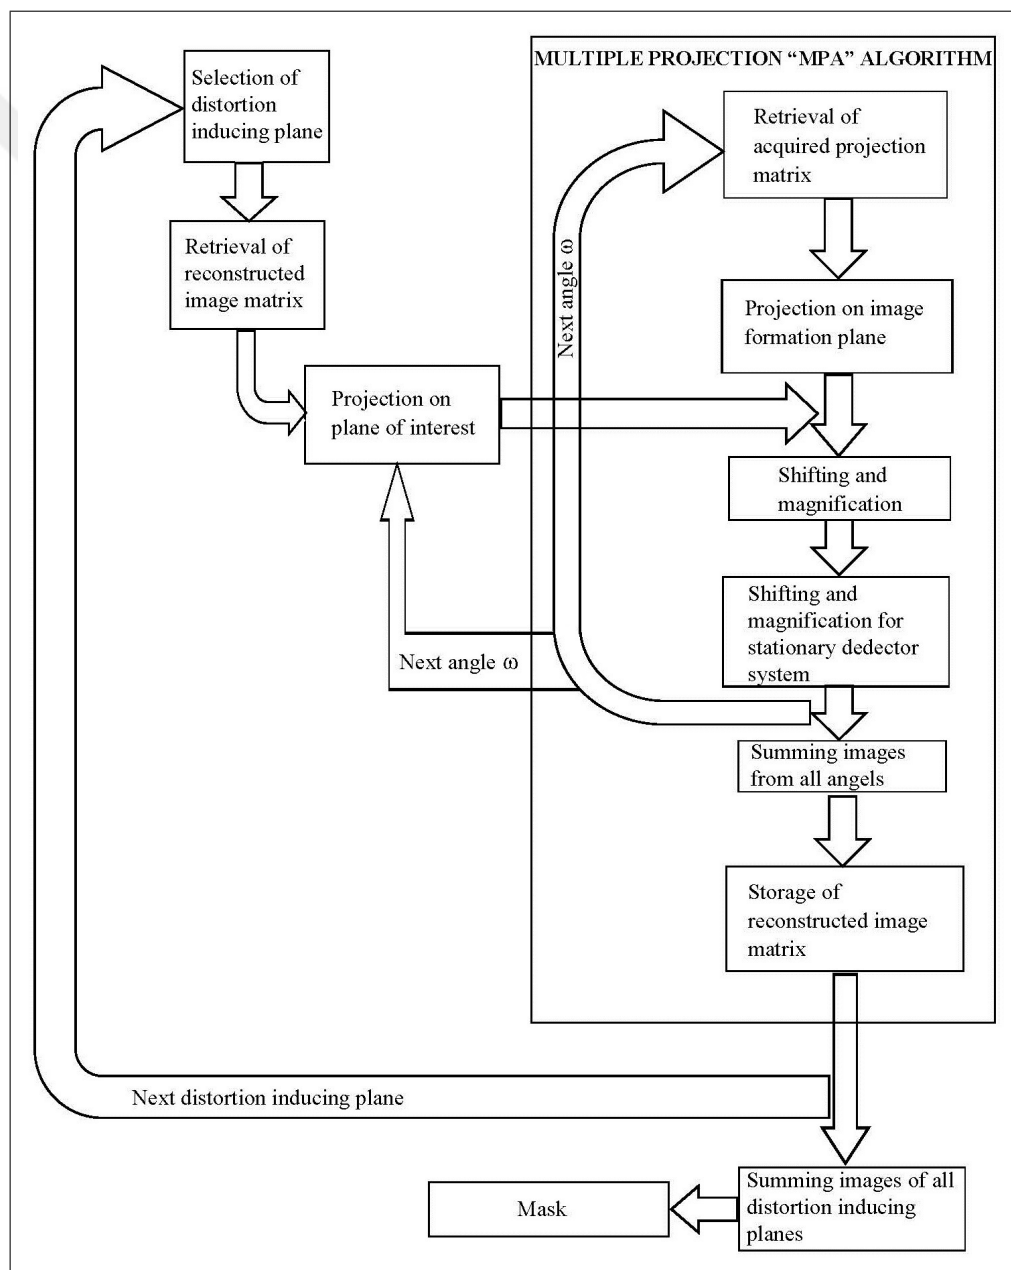 MULTIPLE PROJECTION “MPA” ALGORITHM
Selection of
distortion
inducing plane
Retrieval of
reconstructed
image matrix
Projection on
plane of interest
Next angle ω
Next angle ω
Retrieval of
acquired projection
matrix
Projection on image
formation plane
Shifting and
magnification
Shifting and
magnification for
stationary dedector
system
Summing images
from all angels
Storage of
reconstructed image
matrix
Next distortion inducing plane
Summing images of all
distortion inducing
planes
Mask